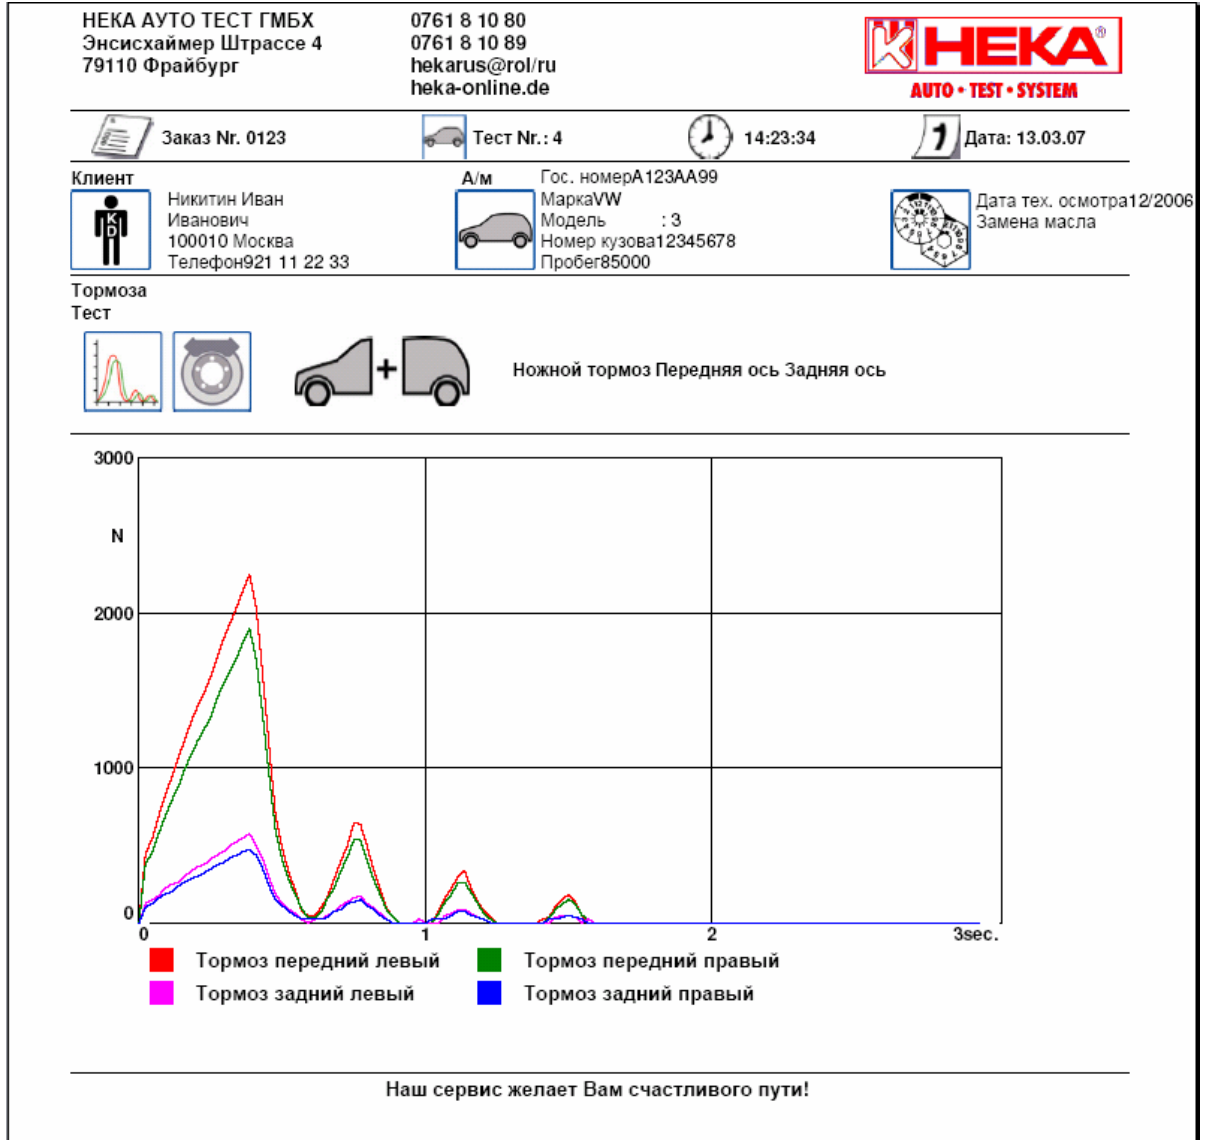 НЕКА АУТО ТЕСТ ГМБХ
Энсисхаймер Штрассе 4
79110 Фрайбург
0761 8 10 80
0761 8 10 89
hekarus@rol/ru
heka-online.de
HEKA®
AUTO • TEST • SYSTEM
Заказ Nr. 0123
Тест Nr.: 4
14:23:34
1
Дата: 13.03.07
Клиент
KD
Никитин Иван
Иванович
100010 Москва
Телефон921 11 22 33
А/м
Гос. номерА123АА99
МаркаVW
Модель : 3
Номер кузова12345678
Пробег85000
Дата тех. осмотра12/2006
Замена масла
Тормоза
Тест
+
Ножной тормоз Передняя ось Задняя ось
3000
N
2000
1000
0
0 1 2 3sec.
Тормоз передний левый
Тормоз передний правый
Тормоз задний левый
Тормоз задний правый
Наш сервис желает Вам счастливого пути!